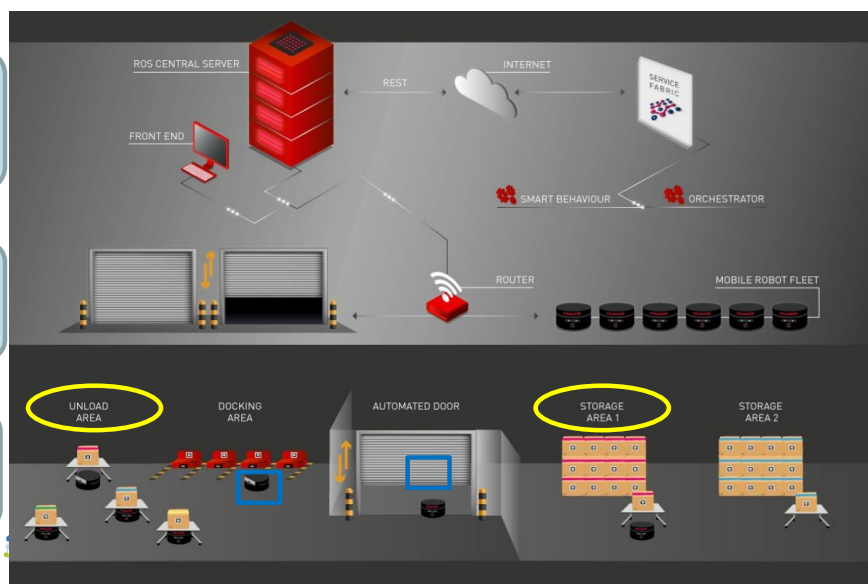 ROS CENTRAL SERVER
REST
INTERNET
SERVICE
FABRIC
FRONT END
SMART BEHAVIOUR
ORCHESTRATOR
ROUTER
MOBILE ROBOT FLEET
UNLOAD
AREA
DOCKING
AREA
AUTOMATED DOOR
STORAGE
AREA 1
STORAGE
AREA 2